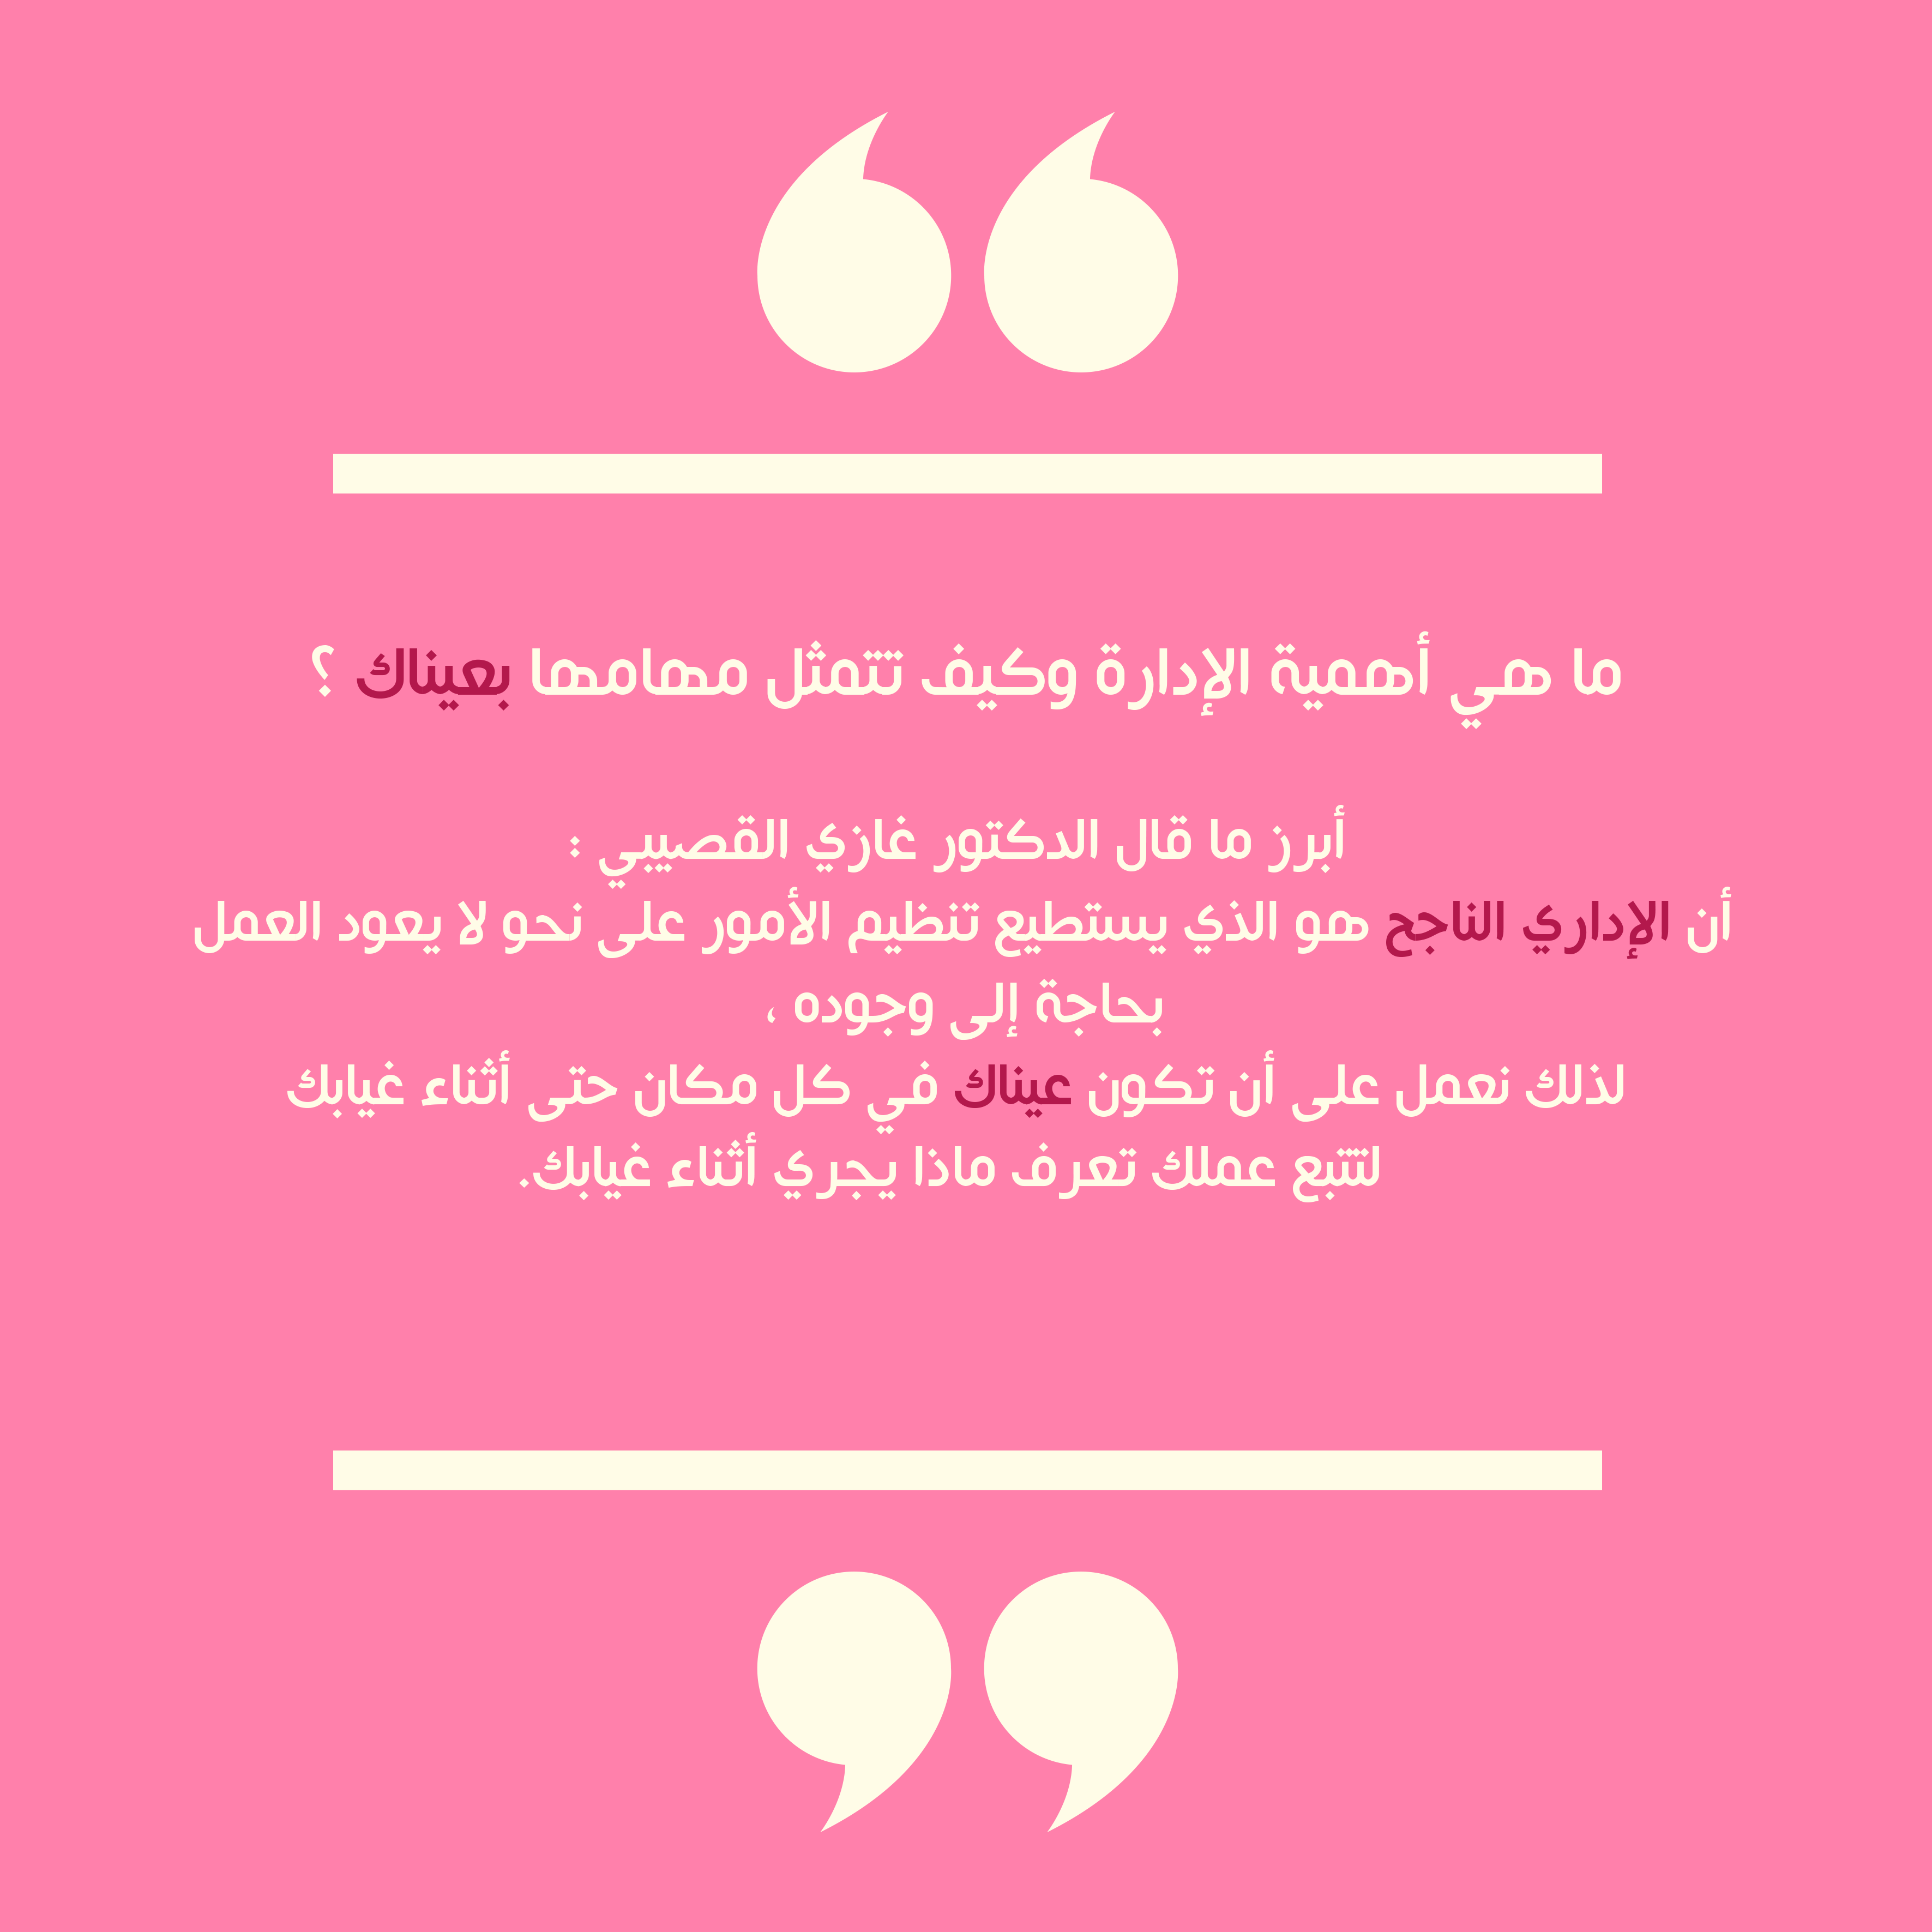 ما هي أهمية الإدارة وكيف تتمثل مهامها بعيناك ؟
أبرز ما قال الدكتور غازي القصيبي :
أن الإداري الناجح هو الذي يستطيع تنظيم الأمور على نحو لا يعود العمل
بحاجة إلى وجوده ،
لذلك نعمل على أن تكون عيناك في كل مكان حتى أثناء غيابك
لتتبع عمالك تعرف ماذا يجري أثناء غيابك.